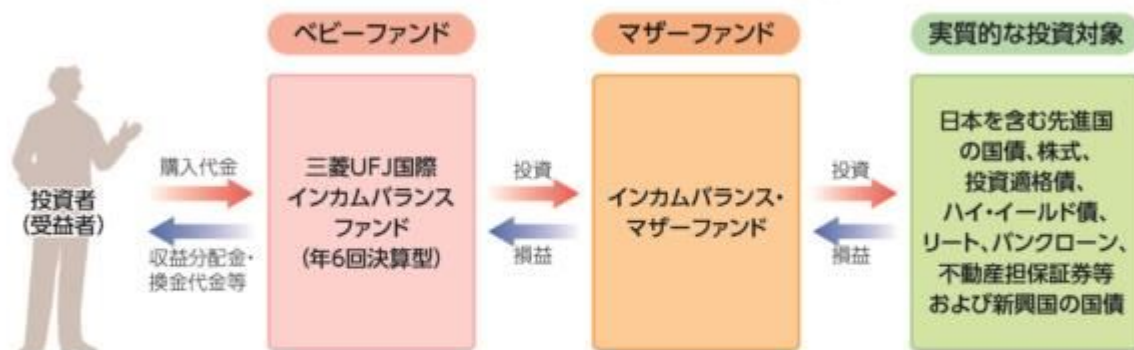 ベビーファンド
マザーファンド
実質的な投資対象
投資者
(受益者)
購入代金
収益分配金・
換金代金等
三菱UFJ国際
インカムバランス
ファンド
(年6回決算型)
投資
損益
インカムバランス・
マザーファンド
投資
損益
日本を含む先進国
の国債、株式、
投資適格債、
ハイ・イールド債、
リート、バンクローン、
不動産担保証券等
および新興国の国債